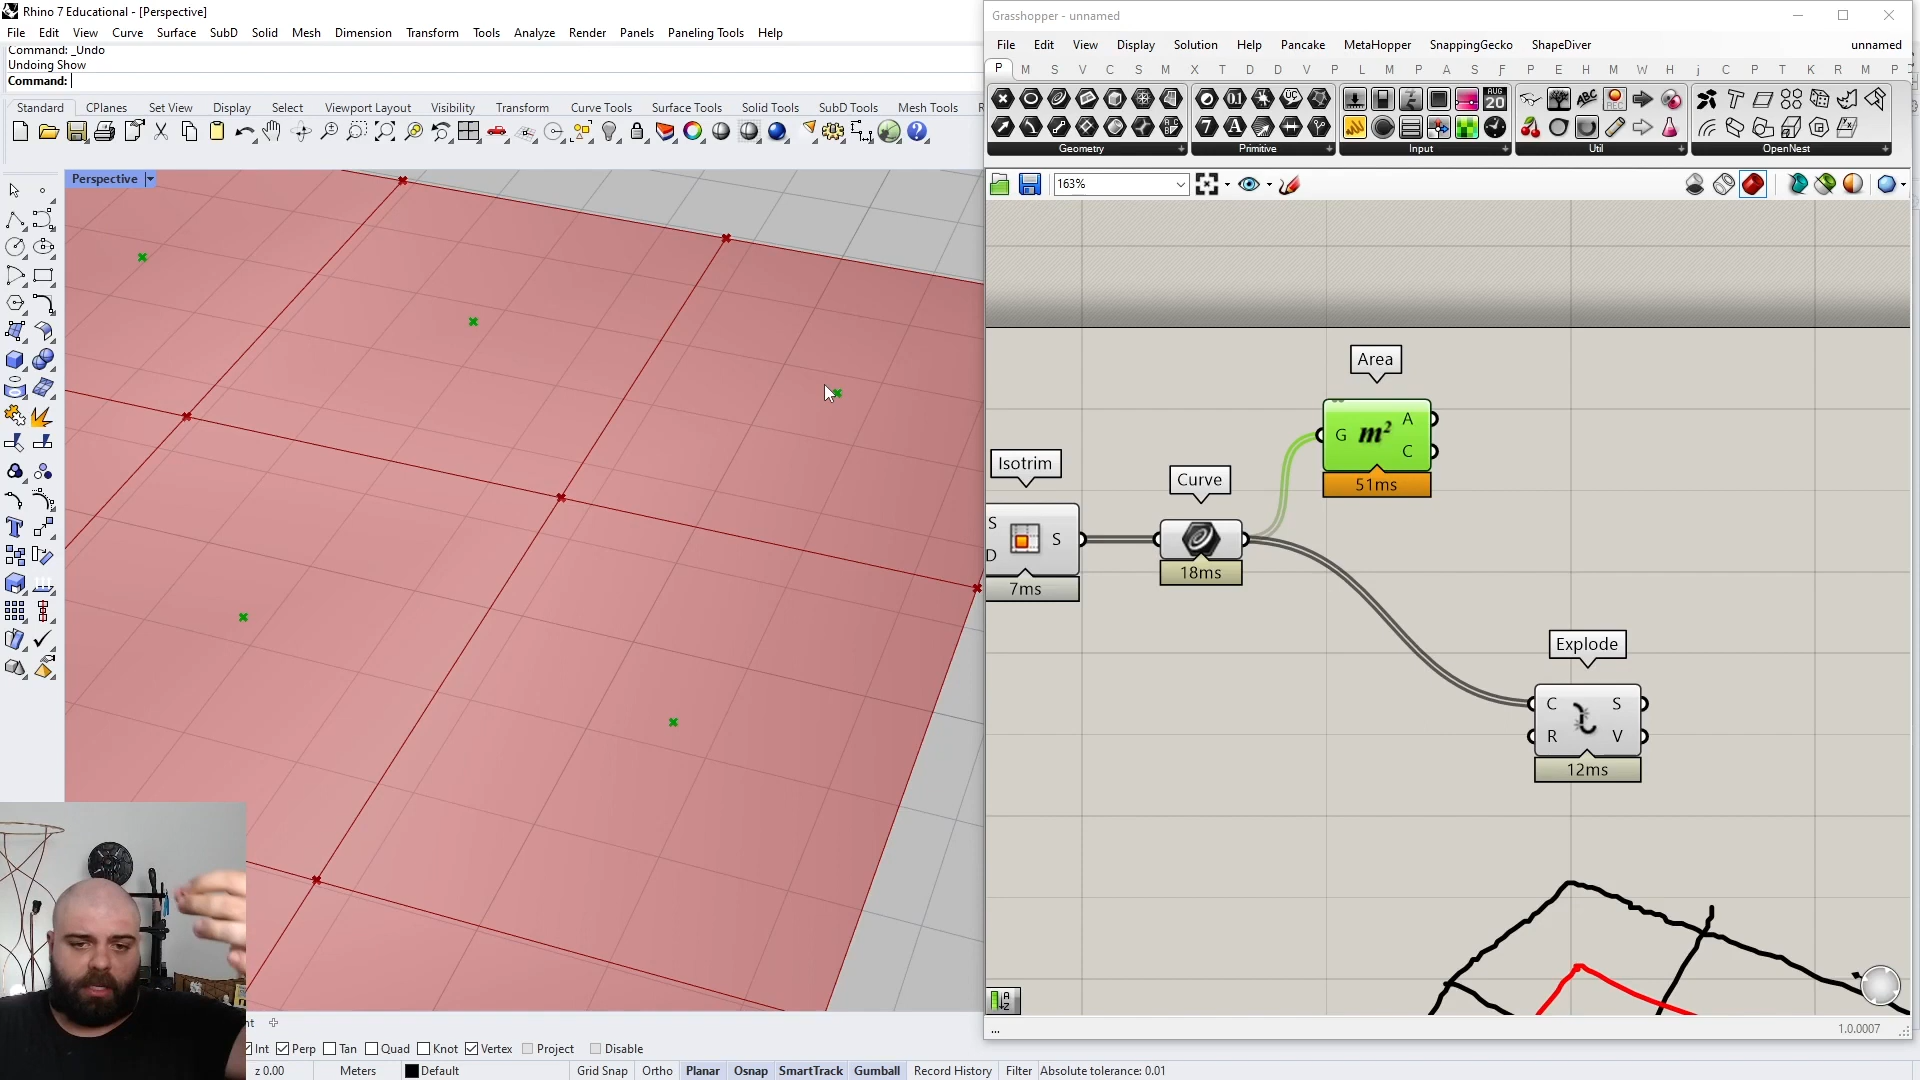 Rhino 7 Educational - [Perspective]
File Edit View Curve Surface SubD Solid Mesh Dimension Transform Tools Analyze Render Panels Paneling Tools Help
Command: _Undo
Undoing Show
Command:
Standard CPlanes Set View Display Select Viewport Layout Visibility Transform Curve Tools Surface Tools Solid Tools SubD Tools Mesh Tools R
Perspective
Int Perp Tan Quad Knot Vertex Project Disable
z 0.00 Meters Default Grid Snap Ortho Planar Osnap SmartTrack Gumball Record History Filter Absolute tolerance: 0.01
Grasshopper - unnamed
File Edit View Display Solution Help Pancake MetaHopper SnappingGecko ShapeDiver unnamed
P M S V C S M X T D D V P L M P A S F P E H M W H j C P T K R M P
Geometry Primitive Input Util OpenNest
163%
Area
G m² A
C
51ms
Isotrim
S S
D
7ms
Curve
18ms
Explode
C S
R V
12ms
...
1.0.0007